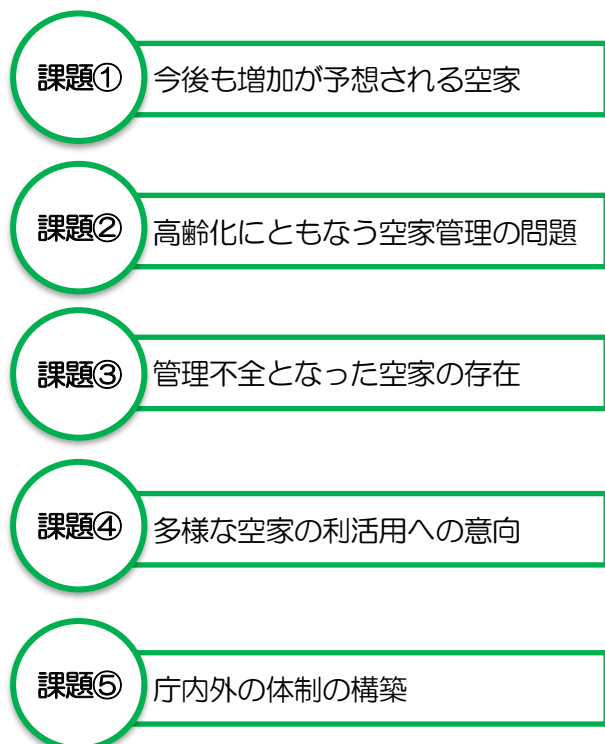 課題① 今後も増加が予想される空家
課題② 高齢化にともなう空家管理の問題
課題③ 管理不全となった空家の存在
課題④ 多様な空家の利活用への意向
課題⑤ 庁内外の体制の構築